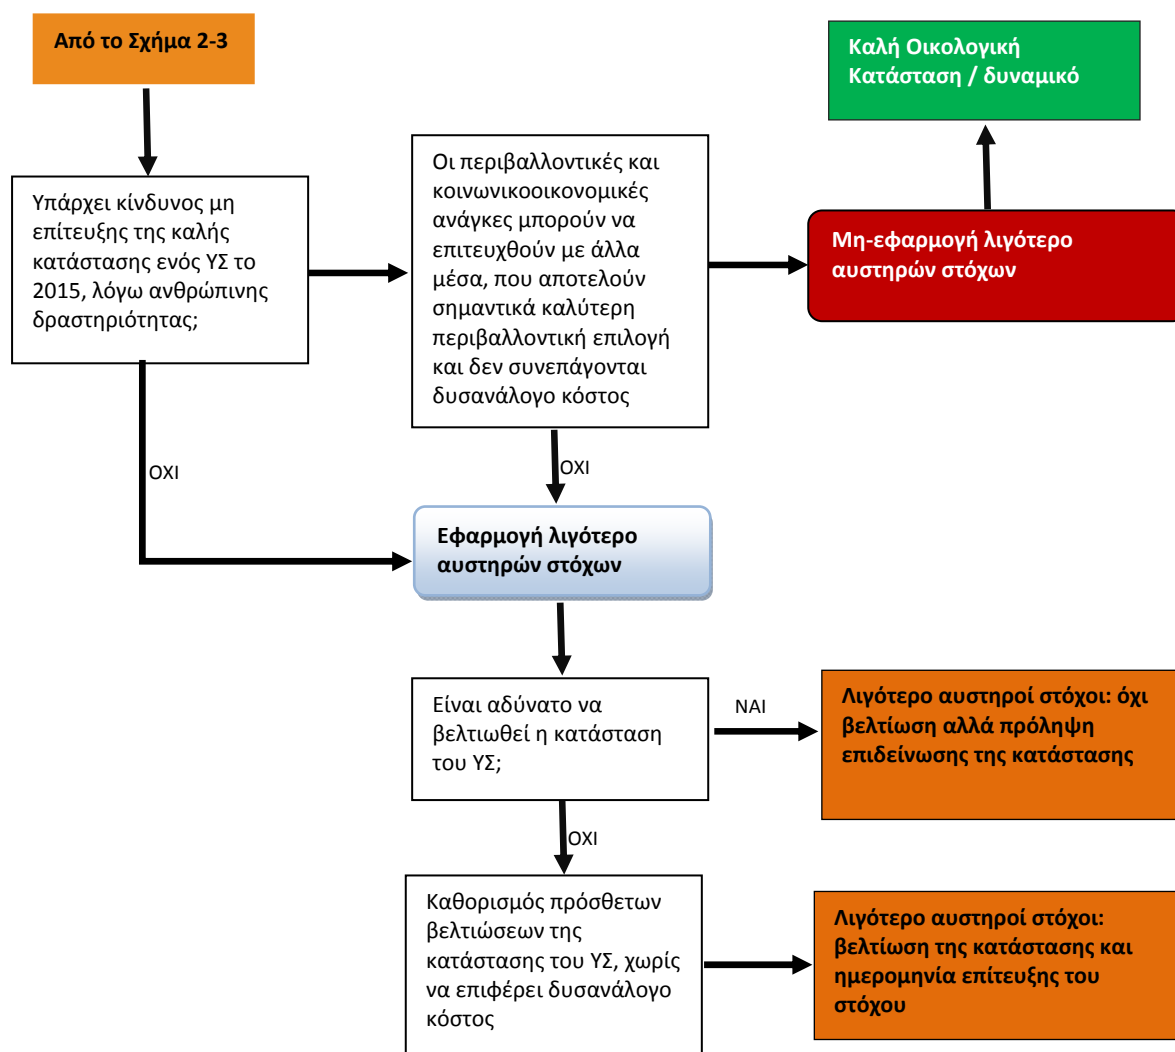 Από το Σχήμα 2-3
Καλή Οικολογική
Κατάσταση / δυναμικό
Υπάρχει κίνδυνος μη
επίτευξης της καλής
κατάστασης ενός ΥΣ το
2015, λόγω ανθρώπινης
δραστηριότητας;
Οι περιβαλλοντικές και
κοινωνικοοικονομικές
ανάγκες μπορούν να
επιτευχθούν με άλλα
μέσα, που αποτελούν
σημαντικά καλύτερη
περιβαλλοντική επιλογή
και δεν συνεπάγονται
δυσανάλογο κόστος
Μη-εφαρμογή λιγότερο
αυστηρών στόχων
ΟΧΙ
ΟΧΙ
Εφαρμογή λιγότερο
αυστηρών στόχων
Είναι αδύνατο να
βελτιωθεί η κατάσταση
του ΥΣ;
ΝΑΙ
Λιγότερο αυστηροί στόχοι: όχι
βελτίωση αλλά πρόληψη
επιδείνωσης της κατάστασης
ΟΧΙ
Καθορισμός πρόσθετων
βελτιώσεων της
κατάστασης του ΥΣ, χωρίς
να επιφέρει δυσανάλογο
κόστος
Λιγότερο αυστηροί στόχοι:
βελτίωση της κατάστασης και
ημερομηνία επίτευξης του
στόχου